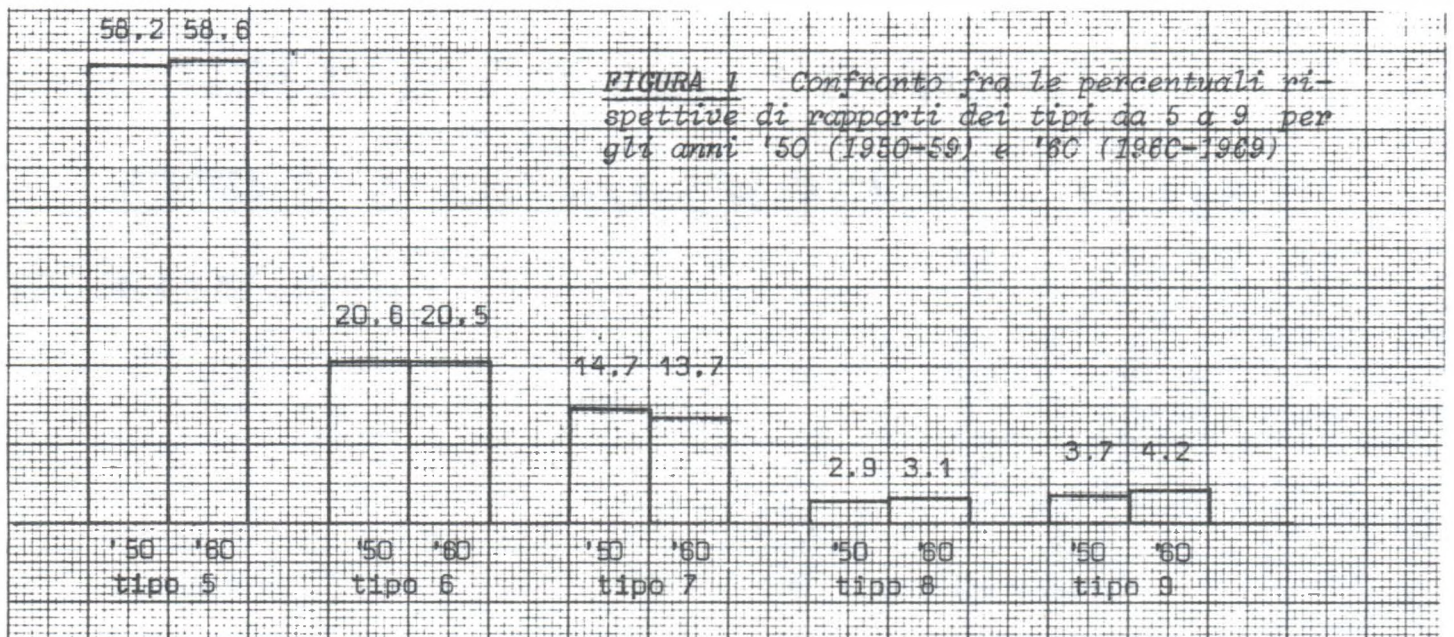 58,2 58,6
FIGURA 1 Confronto fra le percentuali ri-
spettive di rapporti dei tipi da 5 a 9 per
gli anni '50 (1950-59) e '60 (1960-1969)
20,6 20,5
14,7 13,7
2.9 3.1
3.7 4.2
'50 '60 '50 '60 '50 '60 '50 '60 '50 '60
tipo 5 tipo 6 tipo 7 tipo 8 tipo 9